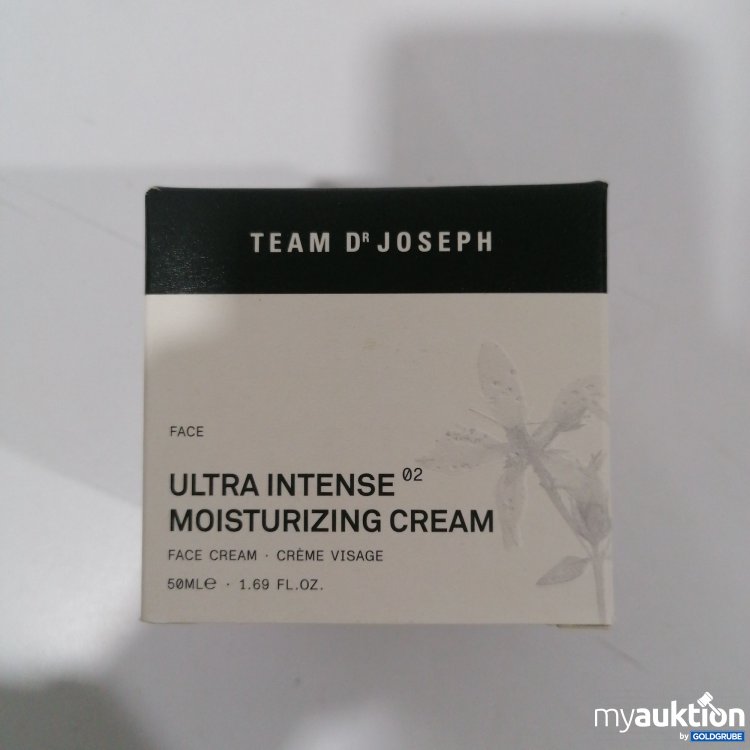 TEAM Dᴿ JOSEPH
FACE
ULTRA INTENSE 02
MOISTURIZING CREAM
FACE CREAM · CRÈME VISAGE
50ML℮ · 1.69 FL.OZ.
myauktion
by GOLDGRUBE